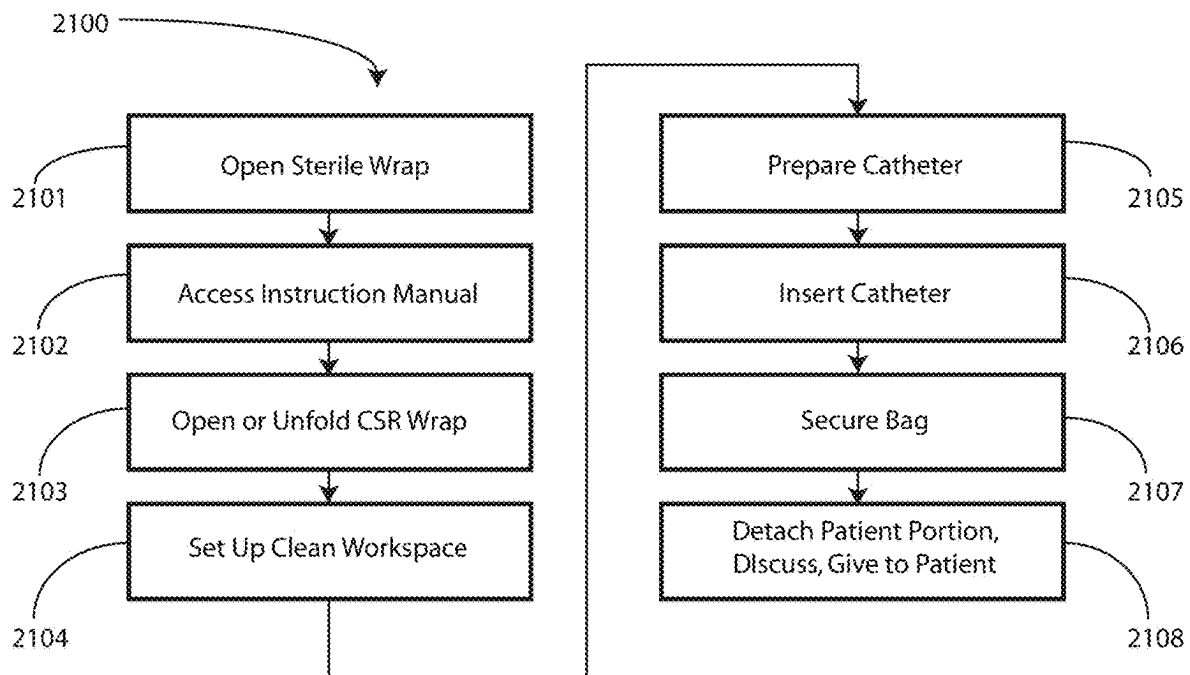 2100
Open Sterile Wrap
2101
Access Instruction Manual
2102
Open or Unfold CSR Wrap
2103
Set Up Clean Workspace
2104
Prepare Catheter
2105
Insert Catheter
2106
Secure Bag
2107
Detach Patient Portion,
Discuss, Give to Patient
2108